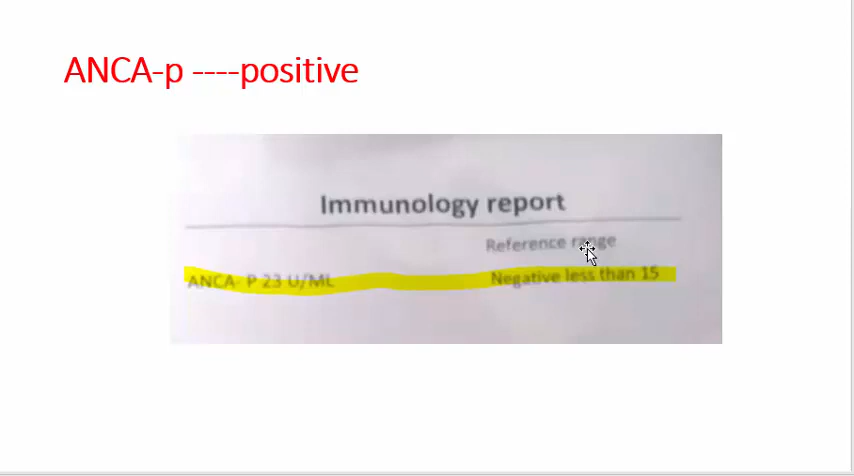 ANCA-p ----positive
Immunology report
Reference range
ANCA- P 23 U/ML Negative less than 15